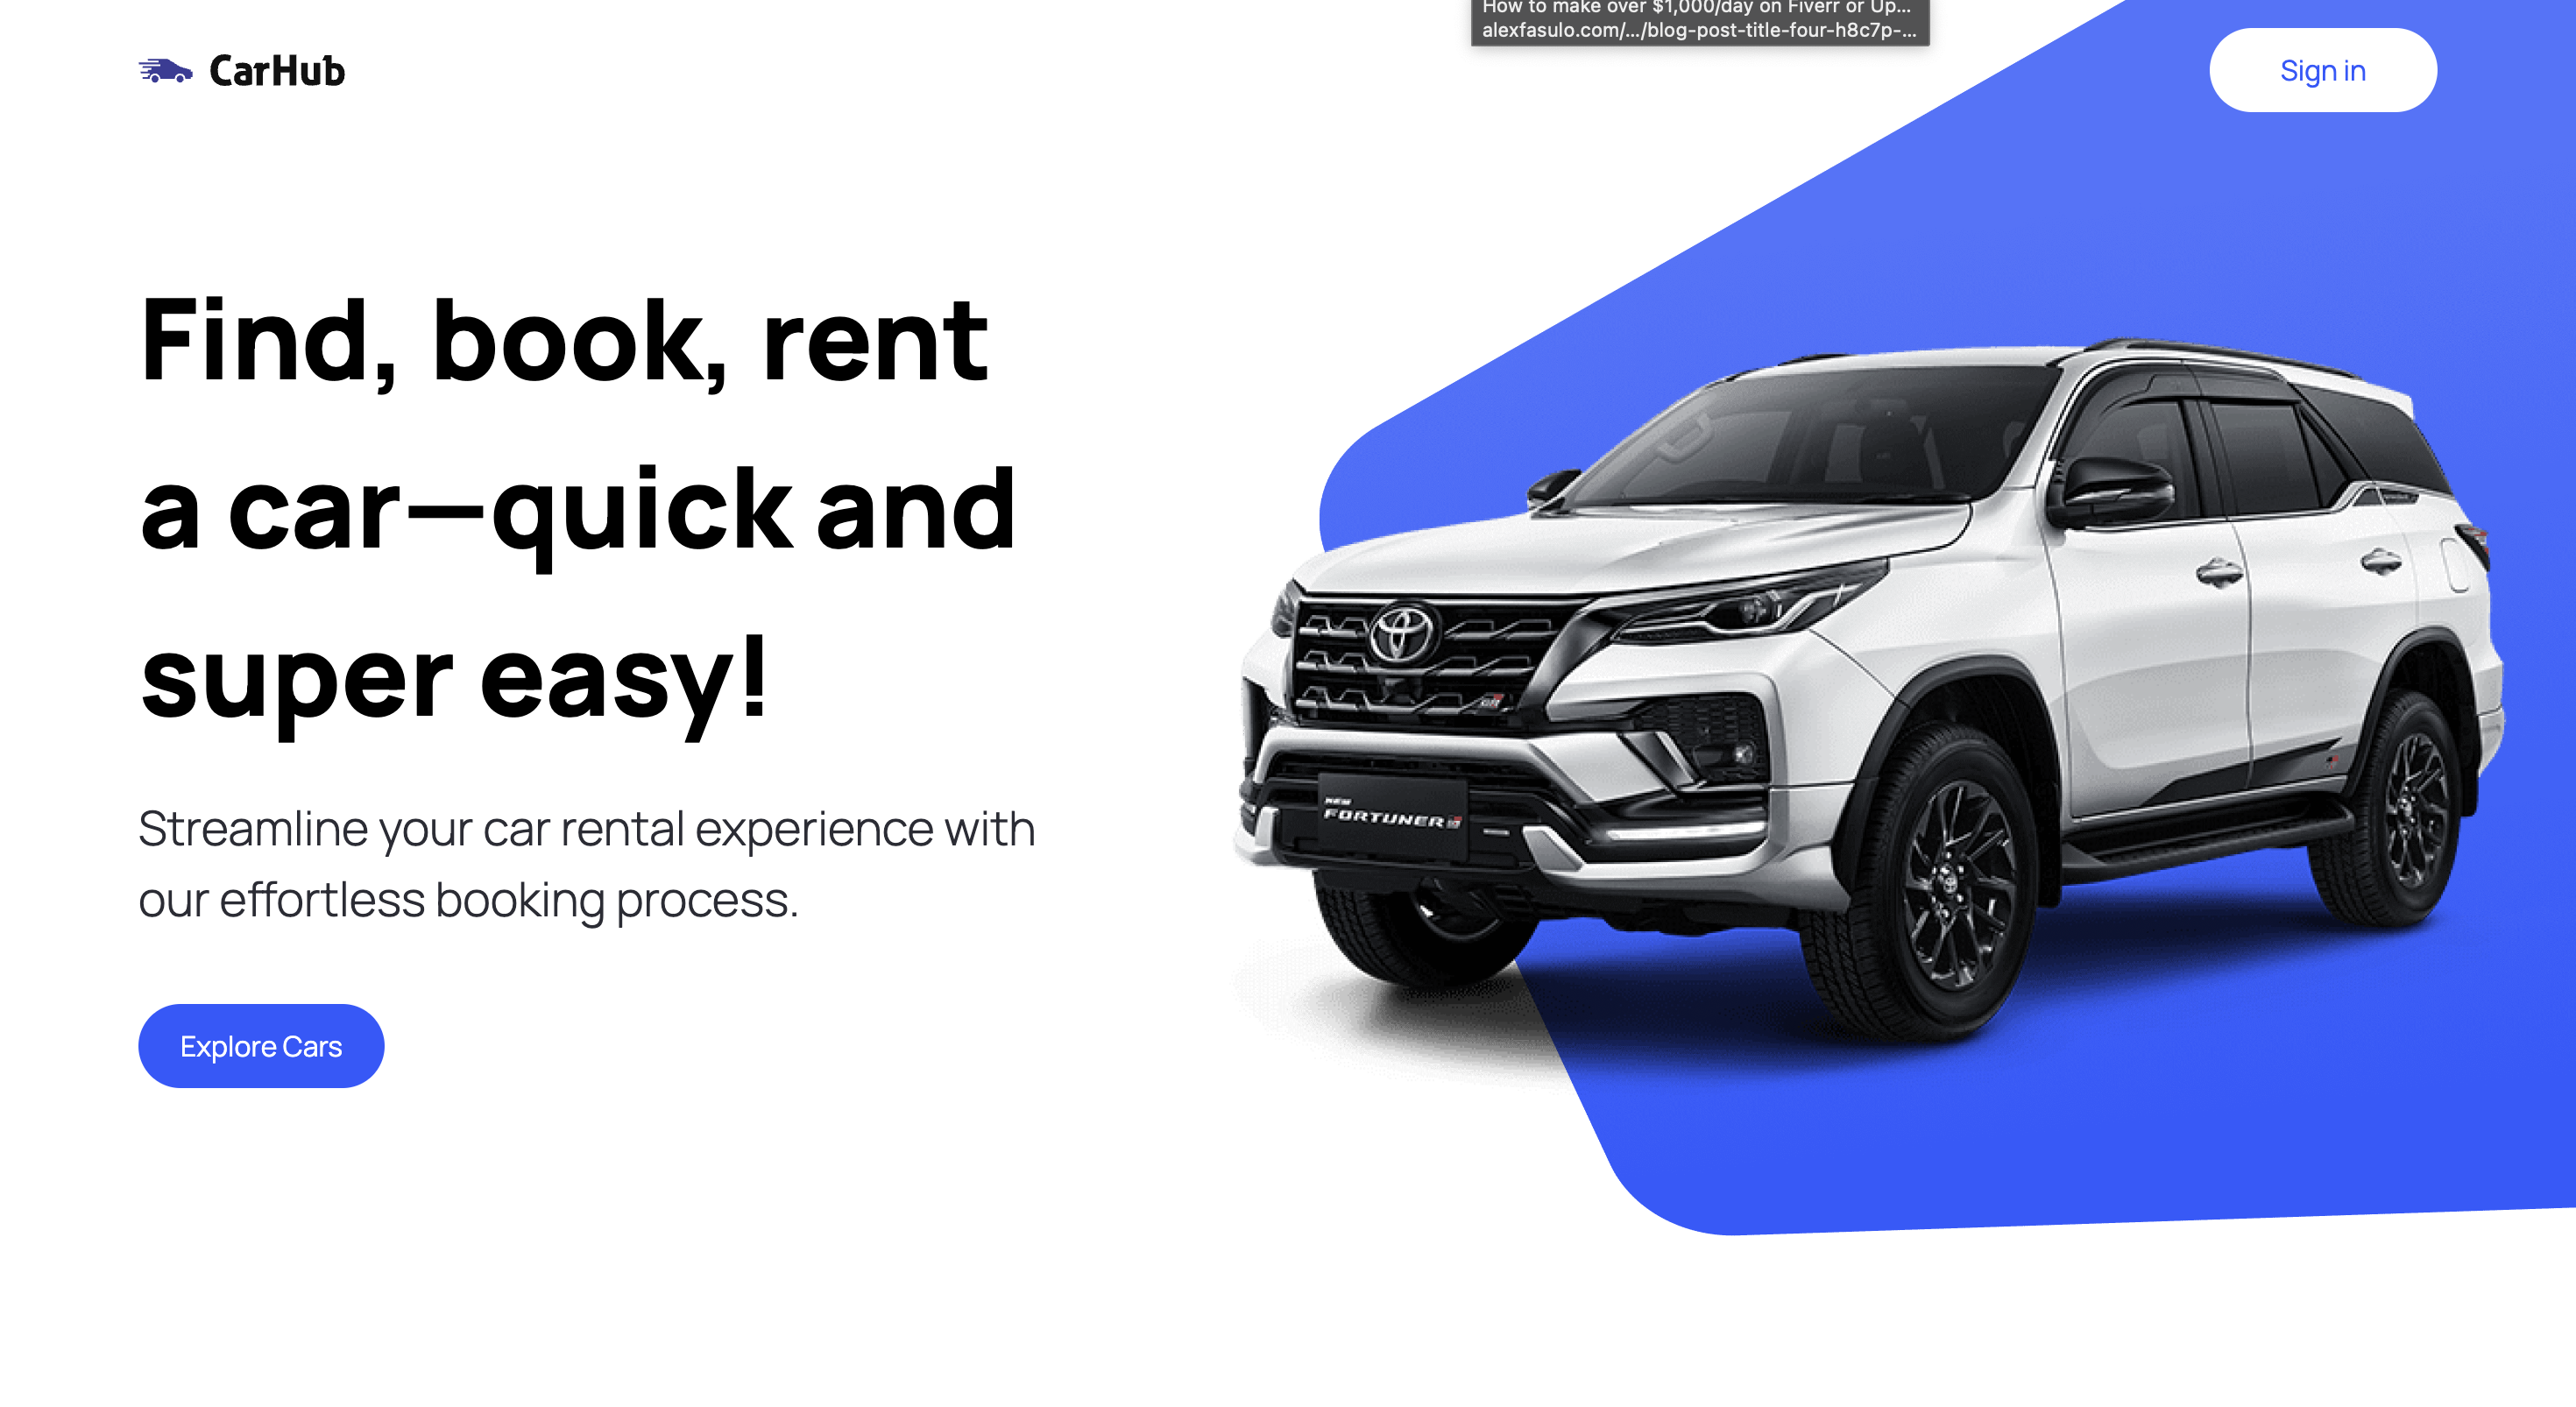 How to make over $1,000/day on Fiverr or Up...
alexfasulo.com/.../blog-post-title-four-h8c7p-...
CarHub
Sign in
Find, book, rent
a car—quick and
super easy!
Streamline your car rental experience with
our effortless booking process.
Explore Cars
NEW
FORTUNER